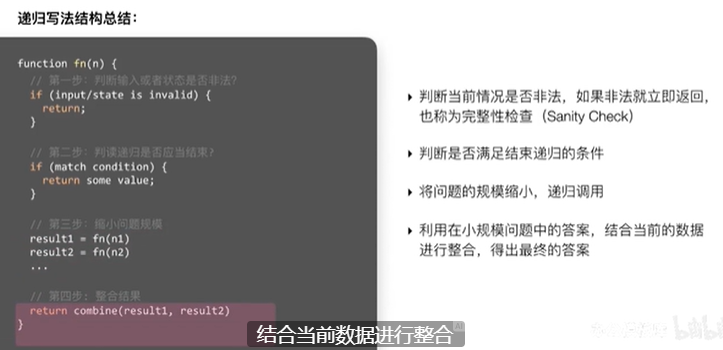 递归写法结构总结：
function fn(n) {
// 第一步：判断输入或者状态是否非法？
if (input/state is invalid) {
return;
}
// 第二步：判读递归是否应当结束？
if (match condition) {
return some value;
}
// 第三步：缩小问题规模
result1 = fn(n1)
result2 = fn(n2)
...
// 第四步：整合结果
return combine(result1, result2)
}
‣ 判断当前情况是否非法，如果非法就立即返回，
也称为完整性检查（Sanity Check）
‣ 判断是否满足结束递归的条件
‣ 将问题的规模缩小，递归调用
‣ 利用在小规模问题中的答案，结合当前的数据
进行整合，得出最终的答案
结合当前数据进行整合